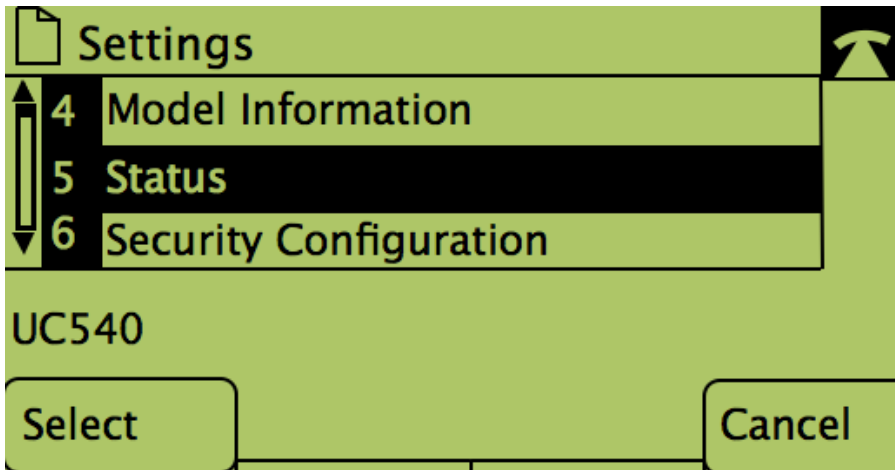 Settings
4 Model Information
5 Status
6 Security Configuration
UC540
Select Cancel